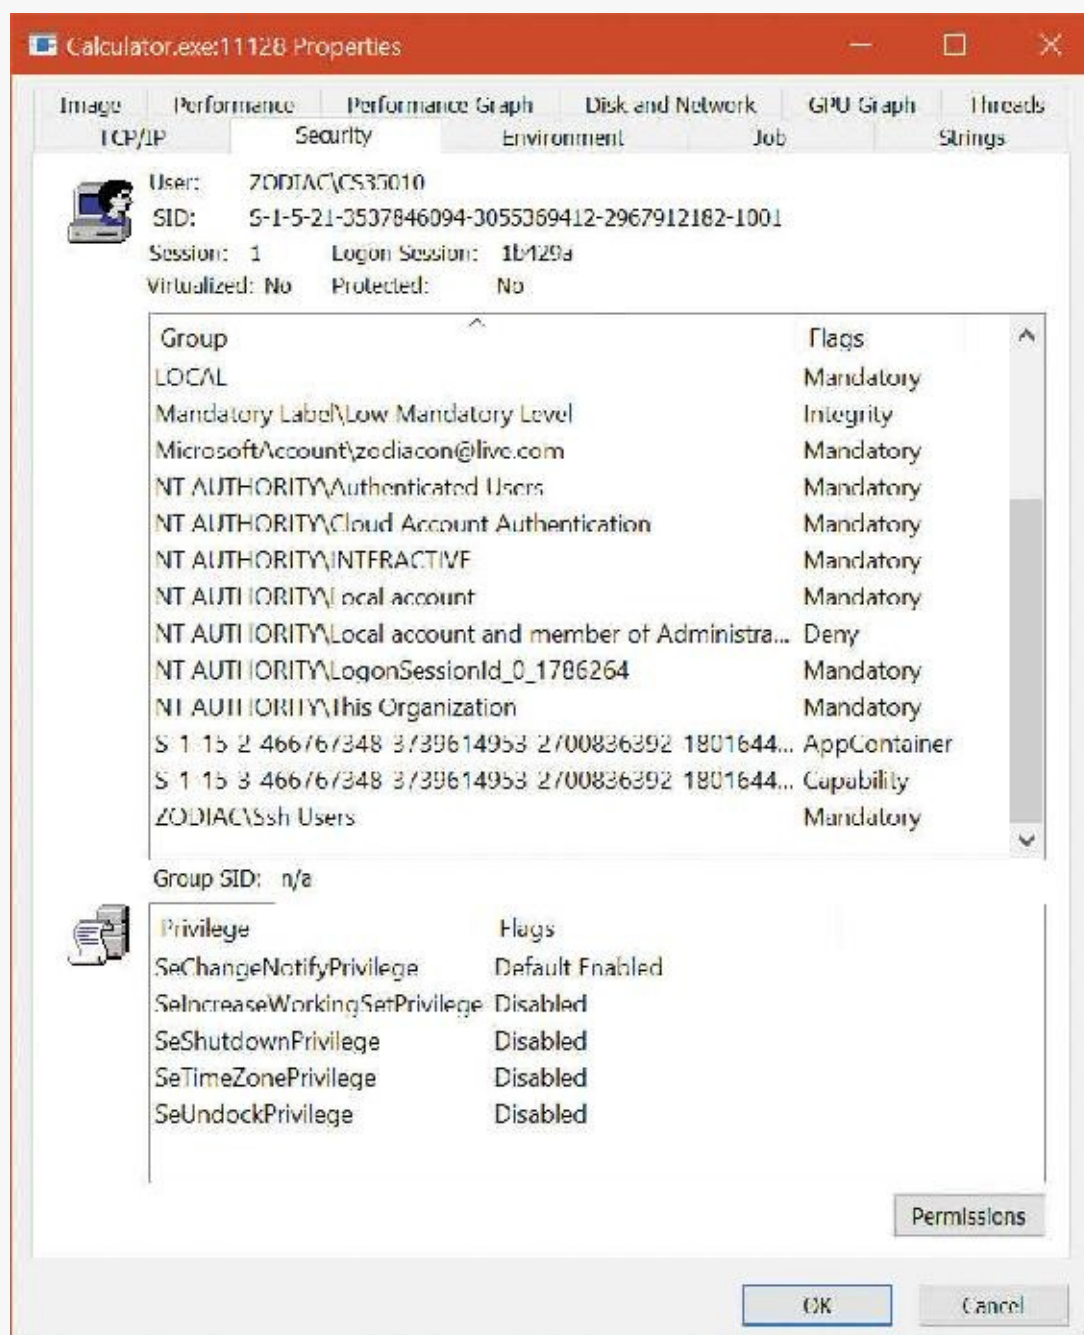 Calculator.exe:11128 Properties
Image Performance Performance Graph Disk and Network GPU Graph Threads
TCP/IP Security Environment Job Strings
User: ZODIAC\CS35010
SID: S-1-5-21-3537846094-3055369412-2967912182-1001
Session: 1 Logon Session: 1b429a
Virtualized: No Protected: No
Group Flags
LOCAL Mandatory
Mandatory Label\Low Mandatory Level Integrity
MicrosoftAccount\zodiacon@live.com Mandatory
NT AUTHORITY\Authenticated Users Mandatory
NT AUTHORITY\Cloud Account Authentication Mandatory
NT AUTHORITY\INTERACTIVE Mandatory
NT AUTHORITY\Local account Mandatory
NT AUTHORITY\Local account and member of Administra... Deny
NT AUTHORITY\LogonSessionId_0_1786264 Mandatory
NT AUTHORITY\This Organization Mandatory
S-1-15-2-466767348-3739614953-2700836392-1801644... AppContainer
S-1-15-3-466767348-3739614953-2700836392-1801644... Capability
ZODIAC\Ssh Users Mandatory
Group SID: n/a
Privilege Flags
SeChangeNotifyPrivilege Default Enabled
SeIncreaseWorkingSetPrivilege Disabled
SeShutdownPrivilege Disabled
SeTimeZonePrivilege Disabled
SeUndockPrivilege Disabled
Permissions
OK Cancel